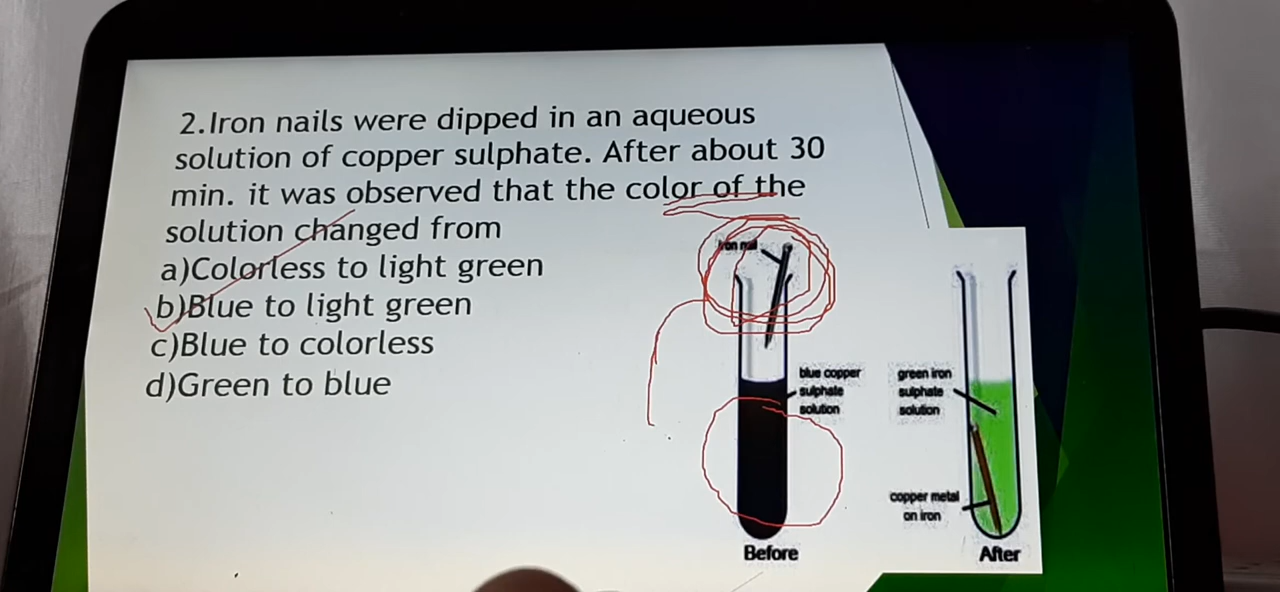 2.Iron nails were dipped in an aqueous
solution of copper sulphate. After about 30
min. it was observed that the color of the
solution changed from
a)Colorless to light green
b)Blue to light green
c)Blue to colorless
d)Green to blue
Iron nail
blue copper
sulphate
solution
Before
green iron
sulphate
solution
copper metal
on iron
After